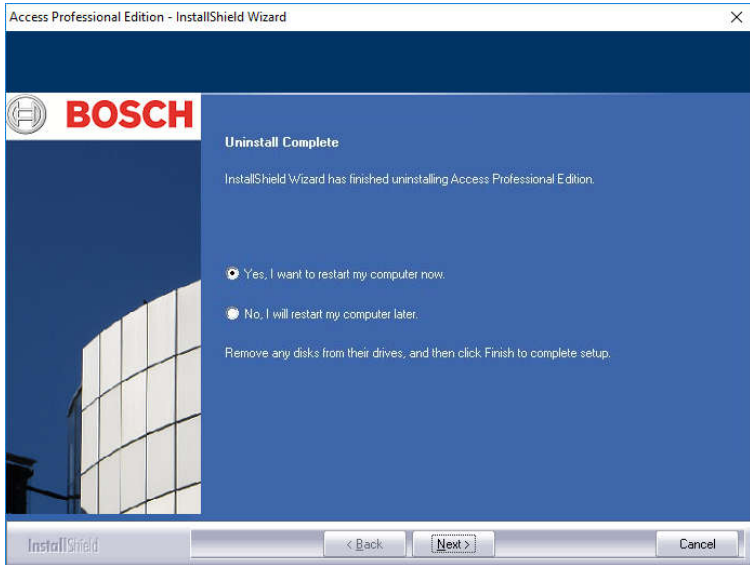 Access Professional Edition - InstallShield Wizard
BOSCH
Uninstall Complete
InstallShield Wizard has finished uninstalling Access Professional Edition.
Yes, I want to restart my computer now.
No, I will restart my computer later.
Remove any disks from their drives, and then click Finish to complete setup.
InstallShield
< Back
Next >
Cancel